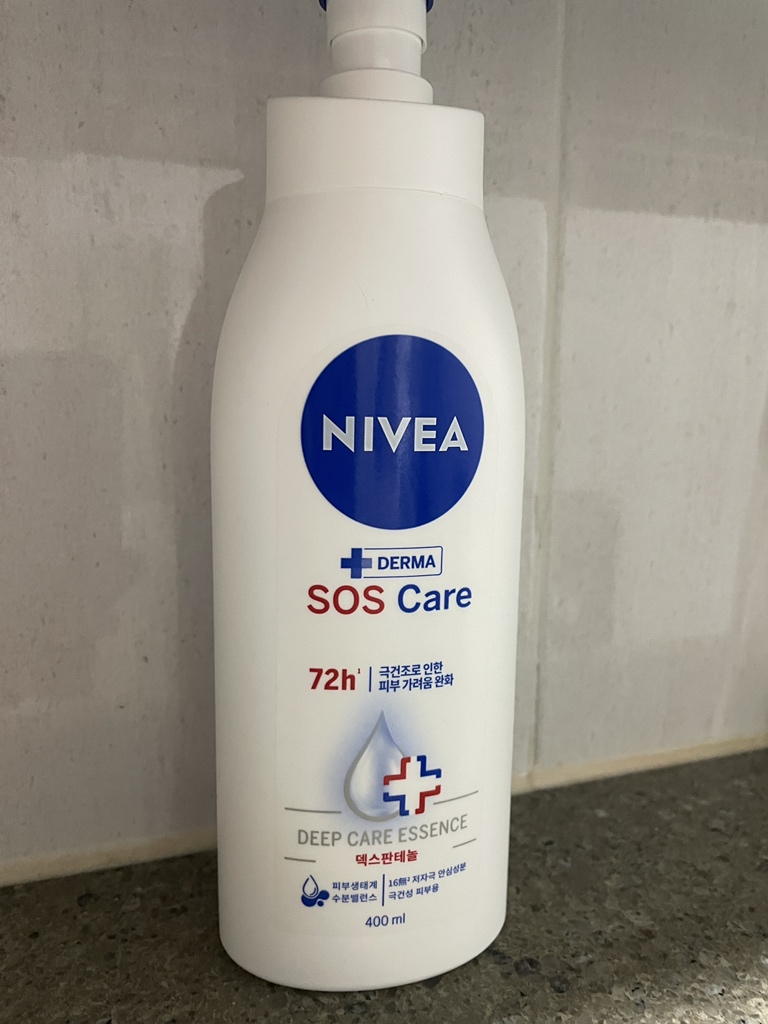 NIVEA
DERMA
SOS Care
72h¹
극건조로 인한
피부 가려움 완화
DEEP CARE ESSENCE
덱스판테놀
피부생태계
수분밸런스
16無² 저자극 안심성분
극건성 피부용
400 ml